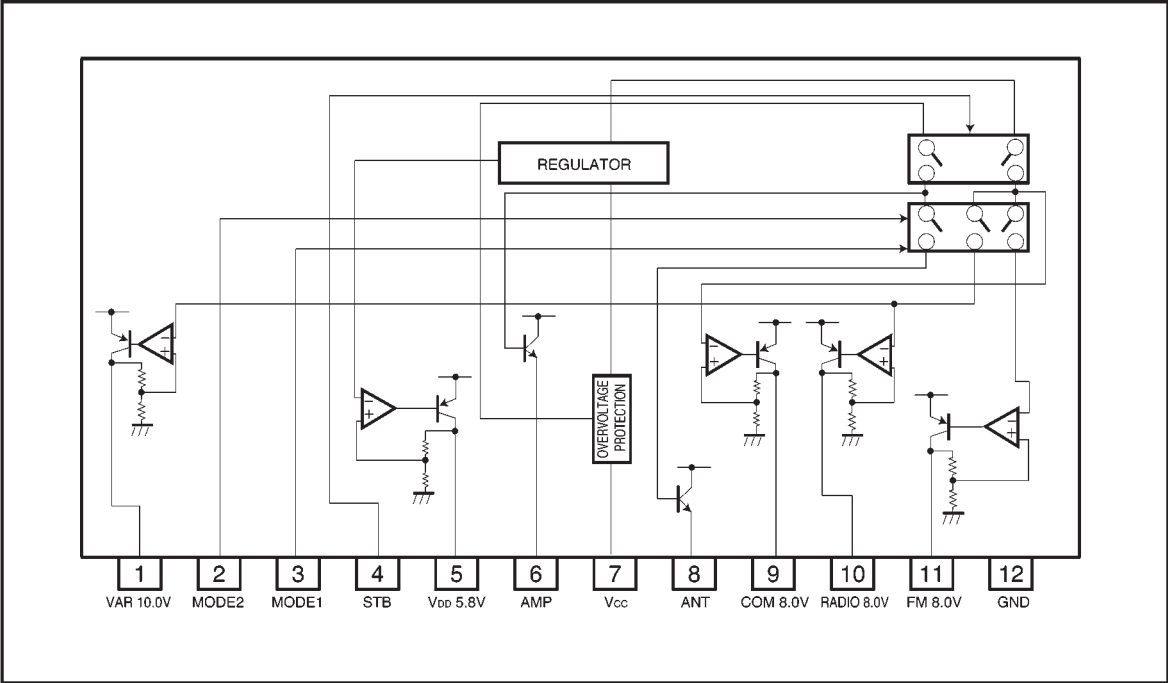 REGULATOR
OVERVOLTAGE
PROTECTION
− +
− +
− +
− +
− +
1 2 3 4 5 6 7 8 9 10 11 12
VAR 10.0V MODE2 MODE1 STB VDD 5.8V AMP Vcc ANT COM 8.0V RADIO 8.0V FM 8.0V GND